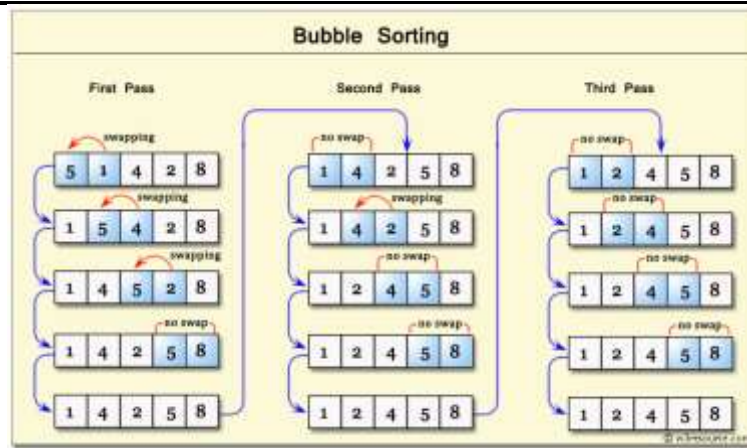 Bubble Sorting
First Pass
swapping
5 1 4 2 8
swapping
1 5 4 2 8
swapping
1 4 5 2 8
no swap
1 4 2 5 8
1 4 2 5 8
Second Pass
no swap
1 4 2 5 8
swapping
1 4 2 5 8
no swap
1 2 4 5 8
no swap
1 2 4 5 8
1 2 4 5 8
Third Pass
no swap
1 2 4 5 8
no swap
1 2 4 5 8
no swap
1 2 4 5 8
no swap
1 2 4 5 8
1 2 4 5 8